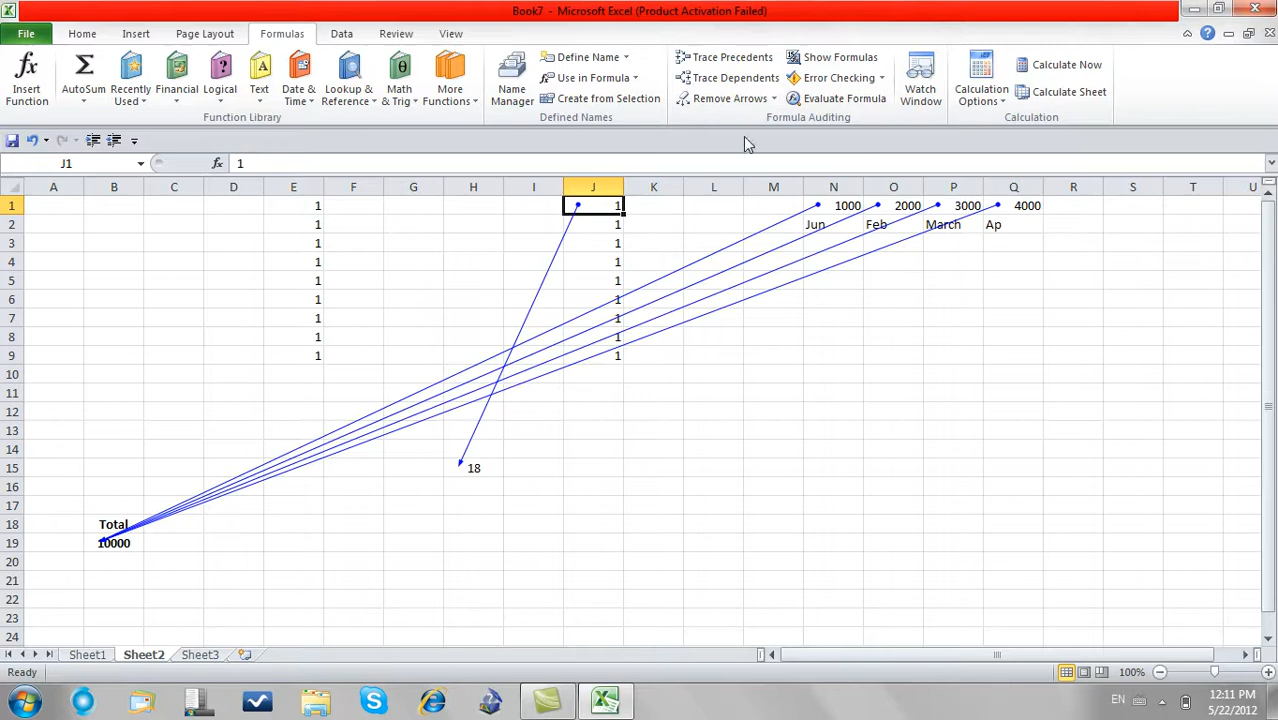 Book7 - Microsoft Excel (Product Activation Failed)
File Home Insert Page Layout Formulas Data Review View
Insert Function
AutoSum
Recently Used
Financial
Logical
Text
Date & Time
Lookup & Reference
Math & Trig
More Functions
Function Library
Name Manager
Define Name
Use in Formula
Create from Selection
Defined Names
Trace Precedents
Trace Dependents
Remove Arrows
Show Formulas
Error Checking
Evaluate Formula
Watch Window
Formula Auditing
Calculation Options
Calculate Now
Calculate Sheet
Calculation
J1 fx 1
A B C D E F G H I J K L M N O P Q R S T U
1 1 1 1000 2000 3000 4000
2 1 1 Jun Feb March Ap
3 1 1
4 1 1
5 1 1
6 1 1
7 1 1
8 1 1
9 1 1
10
11
12
13
14
15 18
16
17
18 Total
19 10000
20
21
22
23
24
Sheet1 Sheet2 Sheet3
Ready 100%
EN 12:11 PM
5/22/2012